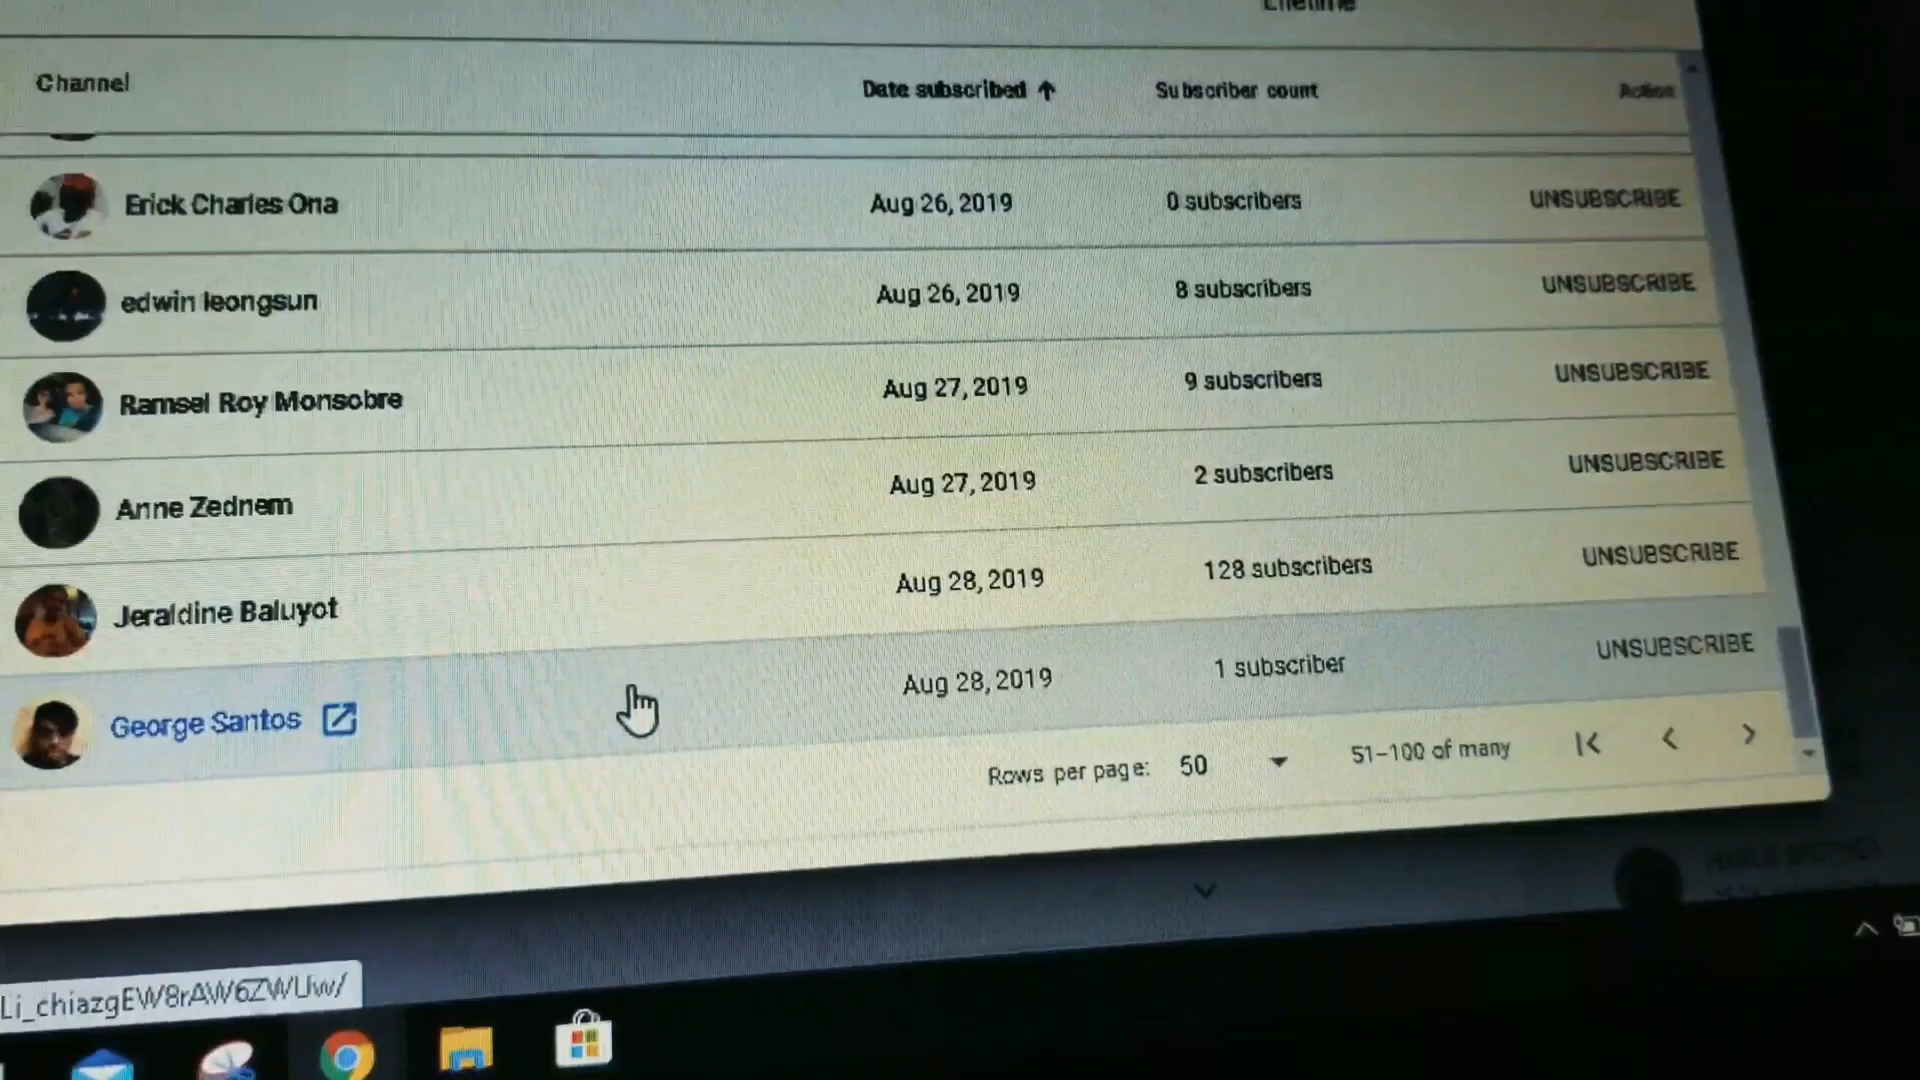 Lifetime
Channel Date subscribed ↑ Subscriber count Action
Erick Charles Ona Aug 26, 2019 0 subscribers UNSUBSCRIBE
edwin leongsun Aug 26, 2019 8 subscribers UNSUBSCRIBE
Ramsel Roy Monsobre Aug 27, 2019 9 subscribers UNSUBSCRIBE
Anne Zednem Aug 27, 2019 2 subscribers UNSUBSCRIBE
Jeraldine Baluyot Aug 28, 2019 128 subscribers UNSUBSCRIBE
George Santos Aug 28, 2019 1 subscriber UNSUBSCRIBE
Rows per page: 50 51–100 of many
Li_chiazgEW8rAW6ZWUw/